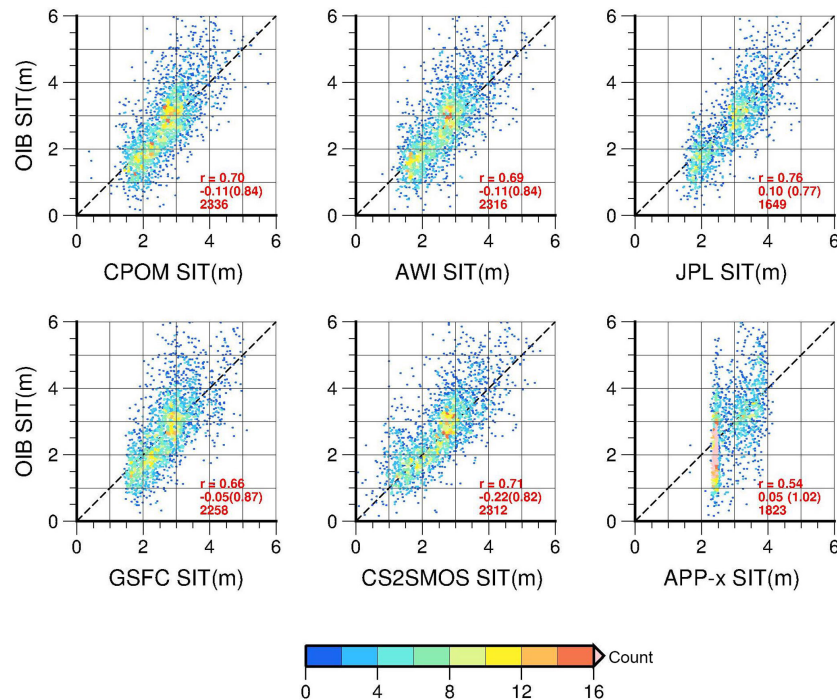 6
4
2
0
OIB SIT(m)
r = 0.70
-0.11(0.84)
2336
0 2 4 6
CPOM SIT(m)
6
4
2
0
r = 0.69
-0.11(0.84)
2316
0 2 4 6
AWI SIT(m)
6
4
2
0
r = 0.76
0.10 (0.77)
1649
0 2 4 6
JPL SIT(m)
6
4
2
0
OIB SIT(m)
r = 0.66
-0.05(0.87)
2258
0 2 4 6
GSFC SIT(m)
6
4
2
0
r = 0.71
-0.22(0.82)
2312
0 2 4 6
CS2SMOS SIT(m)
6
4
2
0
r = 0.54
0.05 (1.02)
1823
0 2 4 6
APP-x SIT(m)
Count
0 4 8 12 16